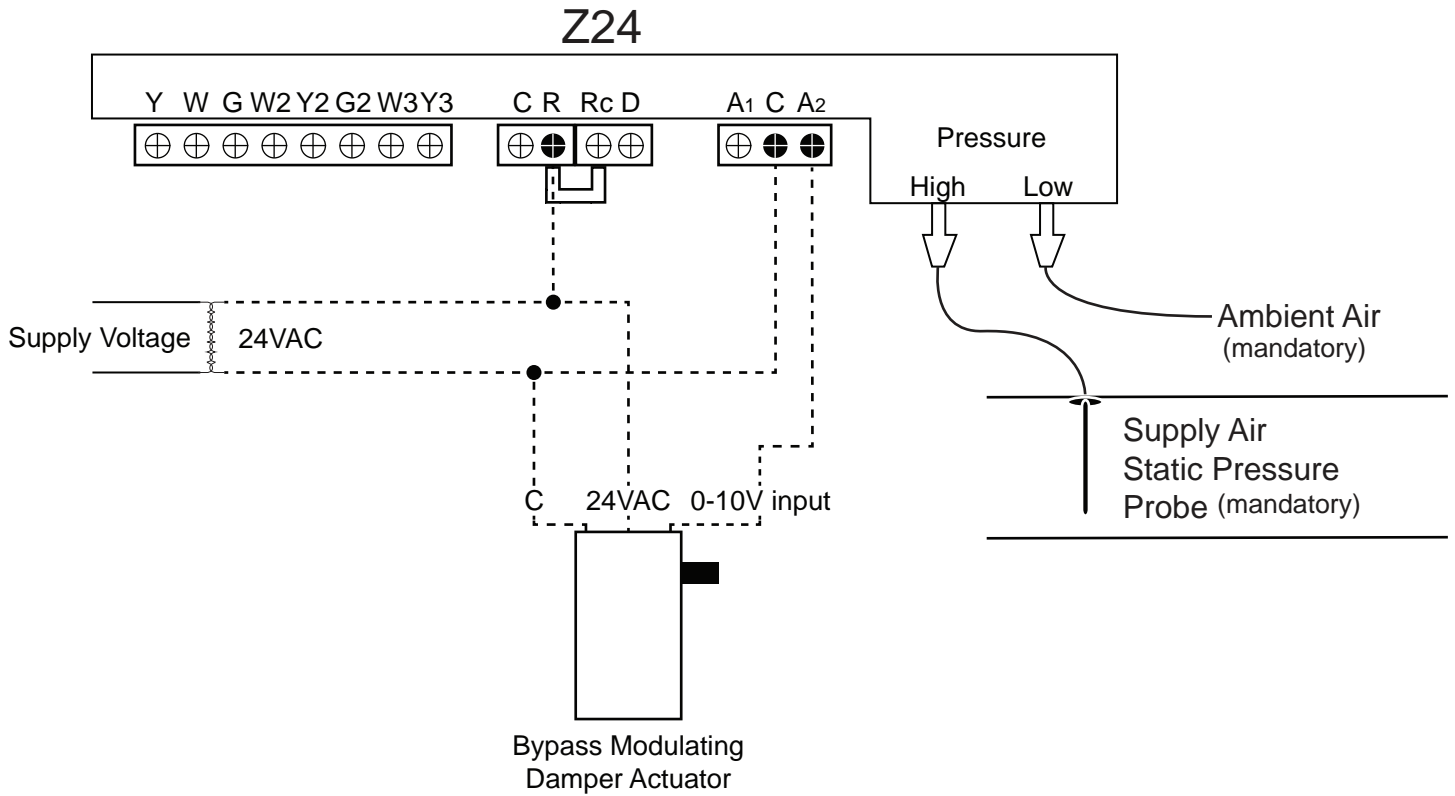 Z24
Y W G W2 Y2 G2 W3 Y3 C R Rc D A1 C A2
Pressure
High Low
Supply Voltage 24VAC
Ambient Air
(mandatory)
Supply Air
Static Pressure
Probe (mandatory)
C 24VAC 0-10V input
Bypass Modulating
Damper Actuator